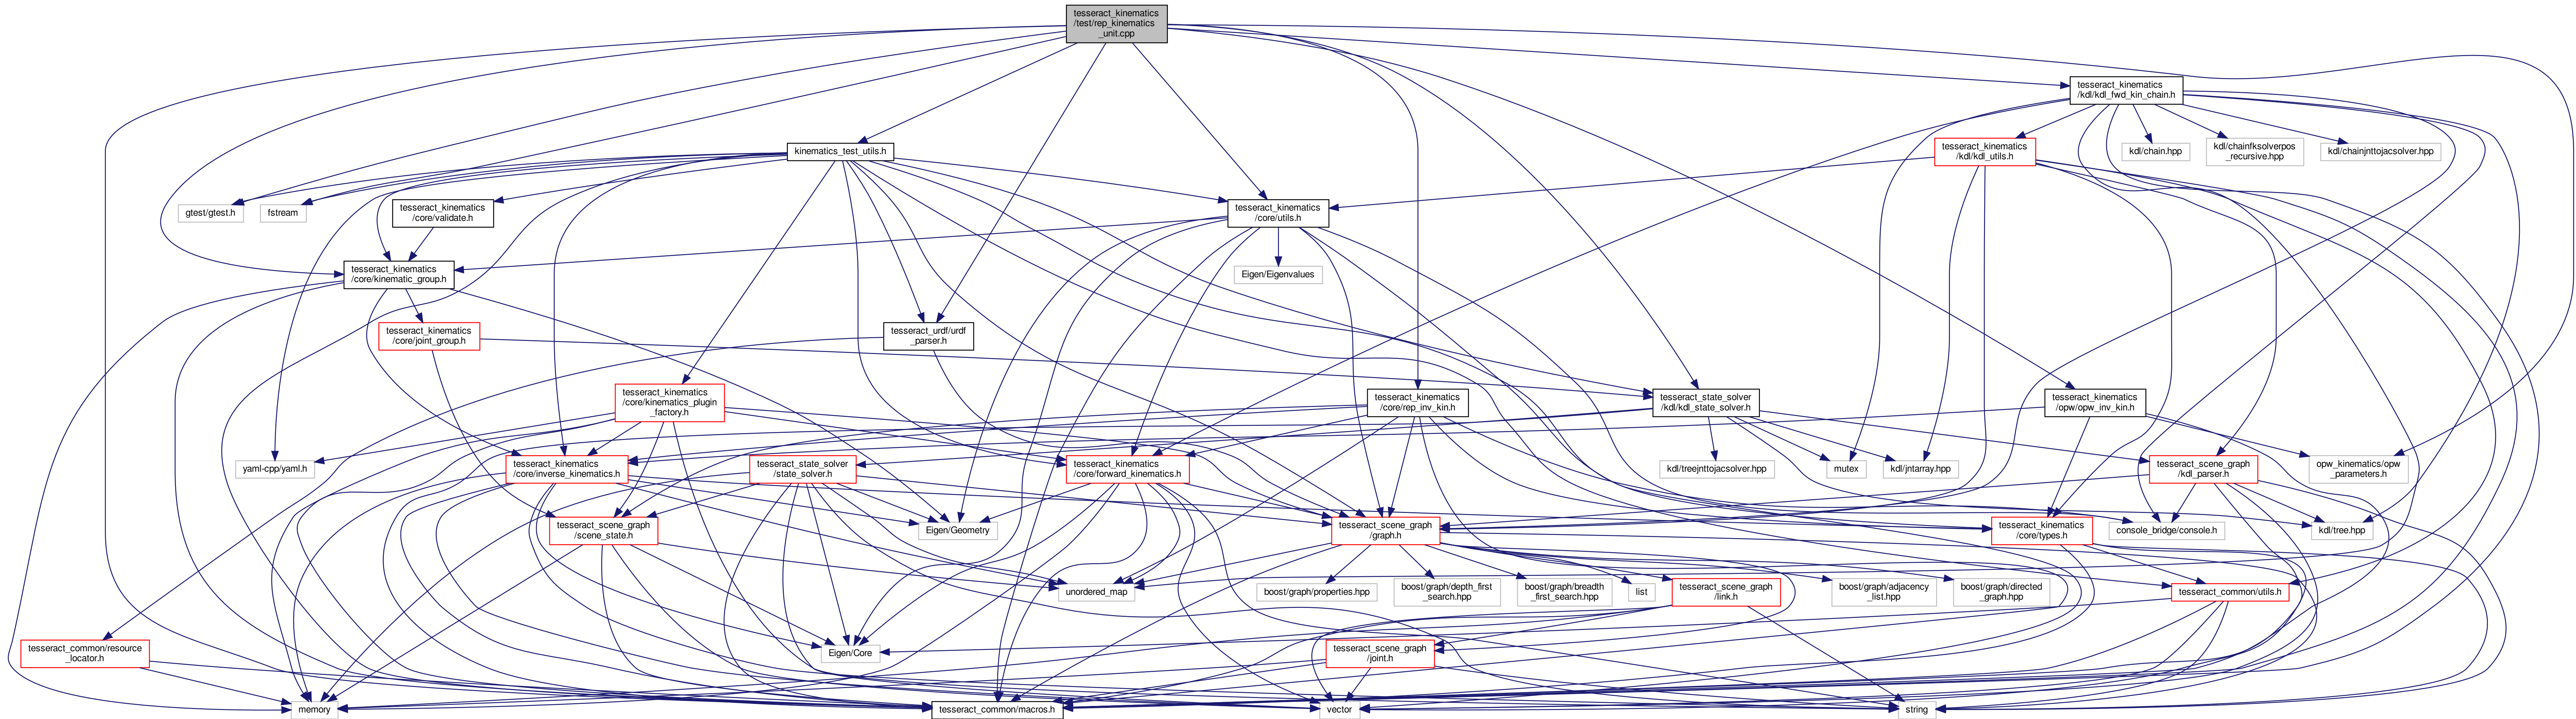 tesseract_kinematics
/test/rep_kinematics
_unit.cpp
tesseract_kinematics
/kdl/kdl_fwd_kin_chain.h
kinematics_test_utils.h
tesseract_kinematics
/kdl/kdl_utils.h
kdl/chain.hpp
kdl/chainfksolverpos
_recursive.hpp
kdl/chainjnttojacsolver.hpp
gtest/gtest.h
fstream
tesseract_kinematics
/core/validate.h
tesseract_kinematics
/core/utils.h
tesseract_kinematics
/core/kinematic_group.h
Eigen/Eigenvalues
tesseract_kinematics
/core/joint_group.h
tesseract_urdf/urdf
_parser.h
tesseract_kinematics
/core/kinematics_plugin
_factory.h
tesseract_kinematics
/core/rep_inv_kin.h
tesseract_state_solver
/kdl/kdl_state_solver.h
tesseract_kinematics
/opw/opw_inv_kin.h
yaml-cpp/yaml.h
tesseract_kinematics
/core/inverse_kinematics.h
tesseract_state_solver
/state_solver.h
tesseract_kinematics
/core/forward_kinematics.h
kdl/treejnttojacsolver.hpp
mutex
kdl/jntarray.hpp
tesseract_scene_graph
/kdl_parser.h
opw_kinematics/opw
_parameters.h
tesseract_scene_graph
/scene_state.h
Eigen/Geometry
tesseract_scene_graph
/graph.h
tesseract_kinematics
/core/types.h
console_bridge/console.h
kdl/tree.hpp
unordered_map
boost/graph/properties.hpp
boost/graph/depth_first
_search.hpp
boost/graph/breadth
_first_search.hpp
list
tesseract_scene_graph
/link.h
boost/graph/adjacency
_list.hpp
boost/graph/directed
_graph.hpp
tesseract_common/utils.h
tesseract_common/resource
_locator.h
Eigen/Core
tesseract_scene_graph
/joint.h
memory
tesseract_common/macros.h
vector
string